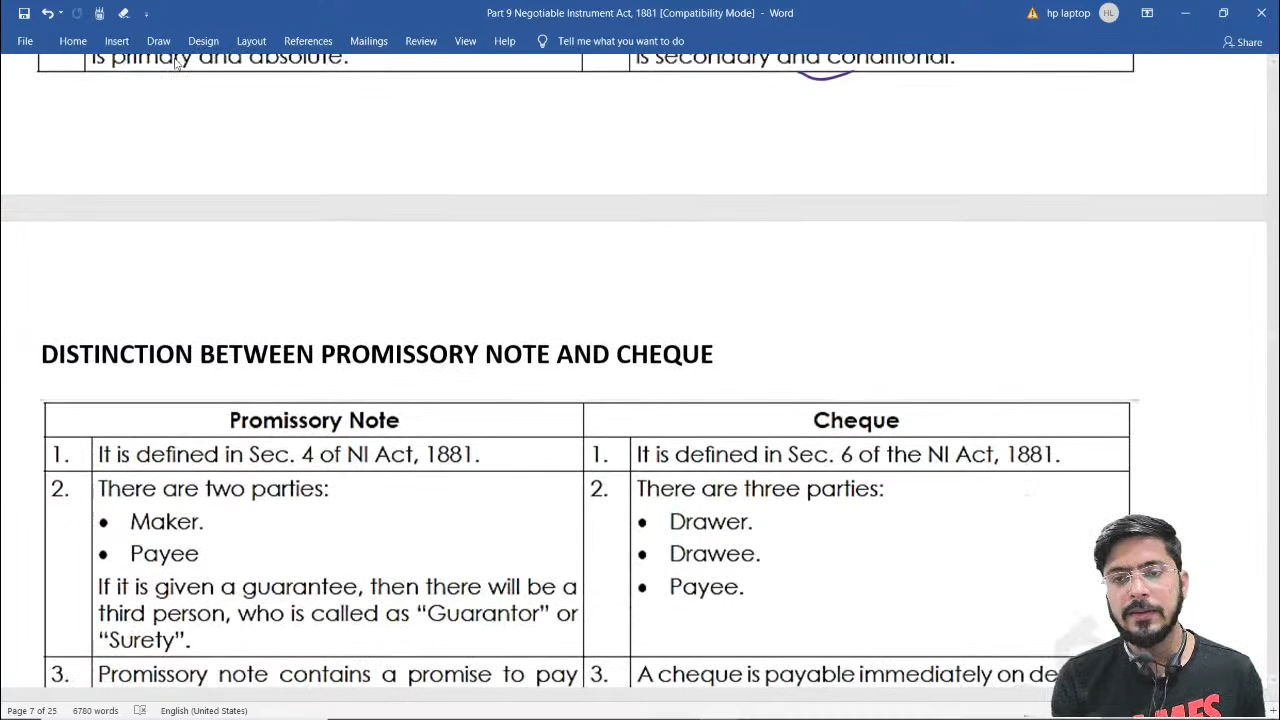 Part 9 Negotiable Instrument Act, 1881 [Compatibility Mode] - Word
hp laptop
HL
File Home Insert Draw Design Layout References Mailings Review View Help Tell me what you want to do
Share
is primary and absolute.
is secondary and conditional.
DISTINCTION BETWEEN PROMISSORY NOTE AND CHEQUE
Promissory Note
Cheque
1. It is defined in Sec. 4 of NI Act, 1881.
1. It is defined in Sec. 6 of the NI Act, 1881.
2. There are two parties:
• Maker.
• Payee
If it is given a guarantee, then there will be a
third person, who is called as “Guarantor” or
“Surety”.
2. There are three parties:
• Drawer.
• Drawee.
• Payee.
3. Promissory note contains a promise to pay
3. A cheque is payable immediately on de
Page 7 of 25 6780 words English (United States)